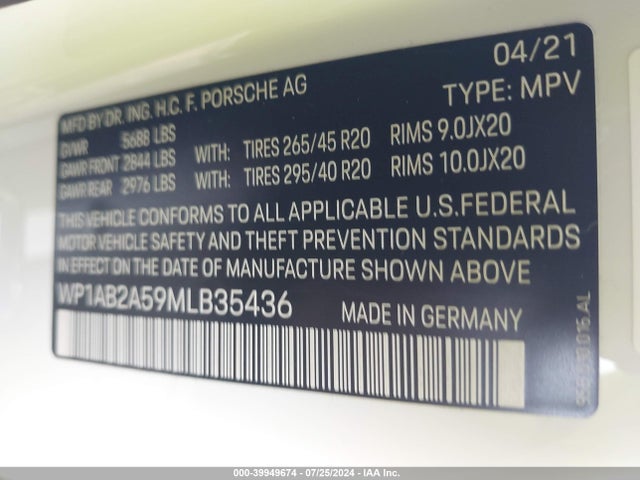 04/21
MFD BY DR. ING. H.C. F. PORSCHE AG
TYPE: MPV
GVWR 5688 LBS
GAWR FRONT 2844 LBS WITH: TIRES 265/45 R20 RIMS 9.0JX20
GAWR REAR 2976 LBS WITH: TIRES 295/40 R20 RIMS 10.0JX20
THIS VEHICLE CONFORMS TO ALL APPLICABLE U.S.FEDERAL
MOTOR VEHICLE SAFETY AND THEFT PREVENTION STANDARDS
IN EFFECT ON THE DATE OF MANUFACTURE SHOWN ABOVE.
WP1AB2A59MLB35436 MADE IN GERMANY
000-39949674 - 07/25/2024 - IAAI, Inc.